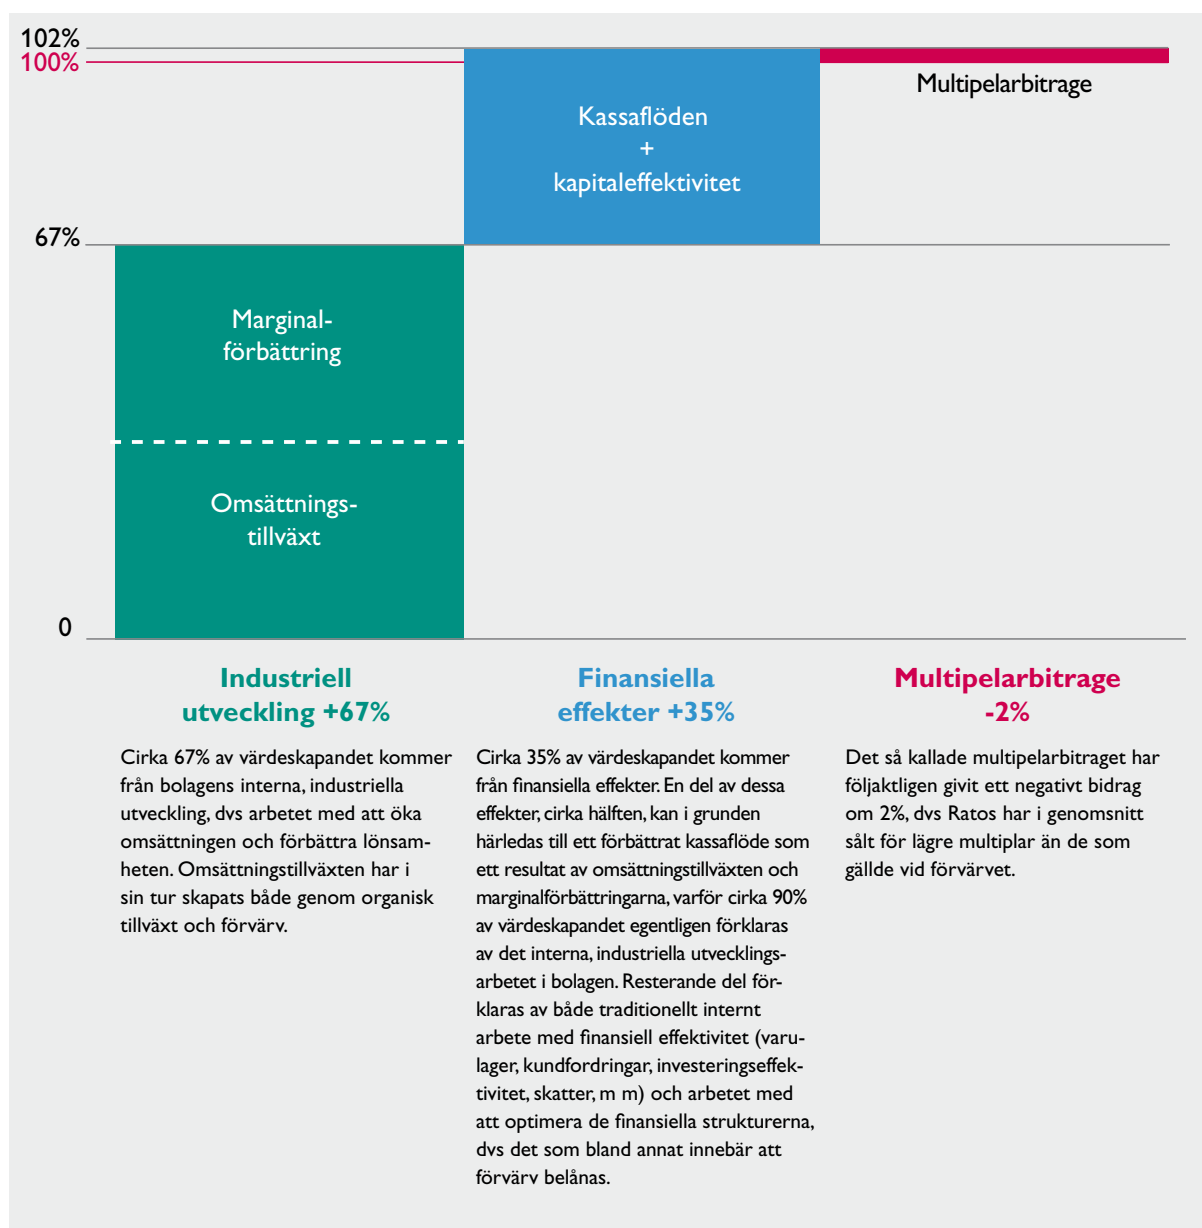 102%
100%
Kassaflöden
+
kapitaleffektivitet
Multipelarbitrage
67%
Marginal-
förbättring
Omsättnings-
tillväxt
0
Industriell
utveckling +67%
Cirka 67% av värdeskapandet kommer
från bolagens interna, industriella
utveckling, dvs arbetet med att öka
omsättningen och förbättra lönsam-
heten. Omsättningstillväxten har i
sin tur skapats både genom organisk
tillväxt och förvärv.
Finansiella
effekter +35%
Cirka 35% av värdeskapandet kommer
från finansiella effekter. En del av dessa
effekter, cirka hälften, kan i grunden
härledas till ett förbättrat kassaflöde som
ett resultat av omsättningstillväxten och
marginalförbättringarna, varför cirka 90%
av värdeskapandet egentligen förklaras
av det interna, industriella utvecklings-
arbetet i bolagen. Resterande del för-
klaras av både traditionellt internt
arbete med finansiell effektivitet (varu-
lager, kundfordringar, investeringseffek-
tivitet, skatter, m m) och arbetet med
att optimera de finansiella strukturerna,
dvs det som bland annat innebär att
förvärv belånas.
Multipelarbitrage
-2%
Det så kallade multipelarbitraget har
följaktligen givit ett negativt bidrag
om 2%, dvs Ratos har i genomsnitt
sålt för lägre multiplar än de som
gällde vid förvärvet.